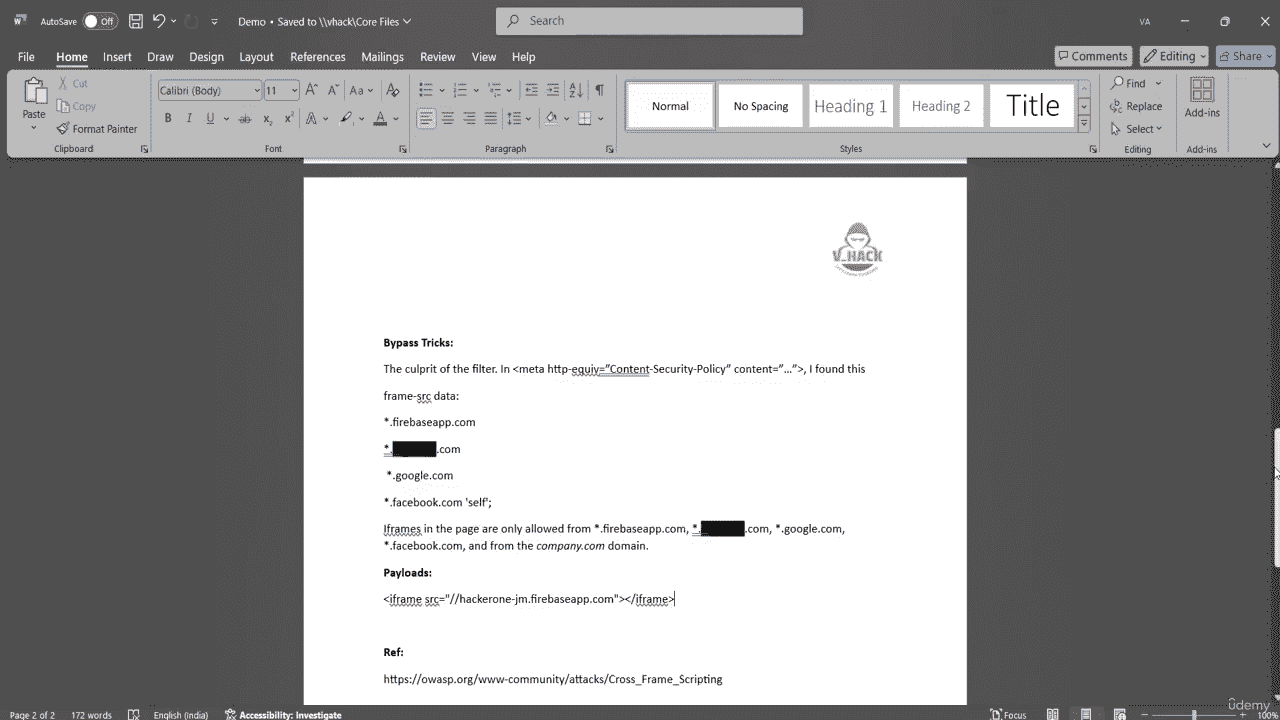 AutoSave Off Demo • Saved to \\vhack\Core Files Search VA
File Home Insert Draw Design Layout References Mailings Review View Help Comments Editing Share
Paste Cut Copy Format Painter
Calibri (Body) 11
Normal No Spacing Heading 1 Heading 2 Title
Find Replace Select
Add-ins
Clipboard Font Paragraph Styles Editing Add-ins
V_HACK
Bypass Tricks:
The culprit of the filter. In <meta http-equiv="Content-Security-Policy" content="…">, I found this
frame-src data:
*.firebaseapp.com
*. .com
*.google.com
*.facebook.com 'self';
Iframes in the page are only allowed from *.firebaseapp.com, *. .com, *.google.com,
*.facebook.com, and from the company.com domain.
Payloads:
<iframe src="//hackerone-jm.firebaseapp.com"></iframe>
Ref:
https://owasp.org/www-community/attacks/Cross_Frame_Scripting
Udemy
Page 2 of 2 172 words English (India) Accessibility: Investigate Focus 100%